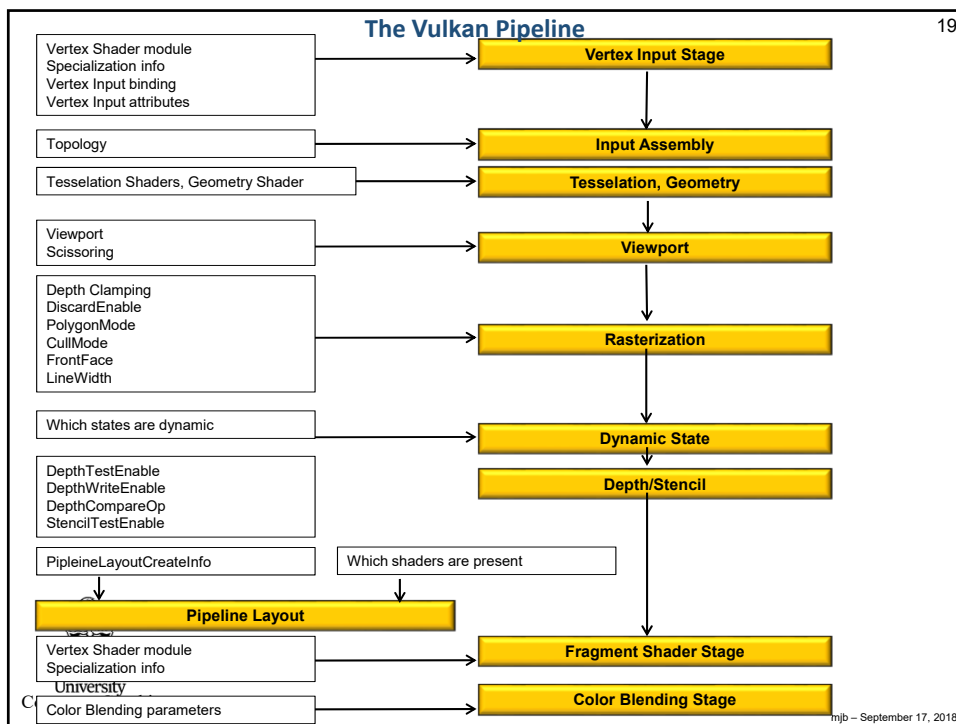 The Vulkan Pipeline
19
Vertex Shader module
Specialization info
Vertex Input binding
Vertex Input attributes
Vertex Input Stage
Topology
Input Assembly
Tesselation Shaders, Geometry Shader
Tesselation, Geometry
Viewport
Scissoring
Viewport
Depth Clamping
DiscardEnable
PolygonMode
CullMode
FrontFace
LineWidth
Rasterization
Which states are dynamic
Dynamic State
DepthTestEnable
DepthWriteEnable
DepthCompareOp
StencilTestEnable
Depth/Stencil
PipleineLayoutCreateInfo
Which shaders are present
Pipeline Layout
Vertex Shader module
Specialization info
Fragment Shader Stage
University
Color Blending parameters
Color Blending Stage
mjb – September 17, 2018